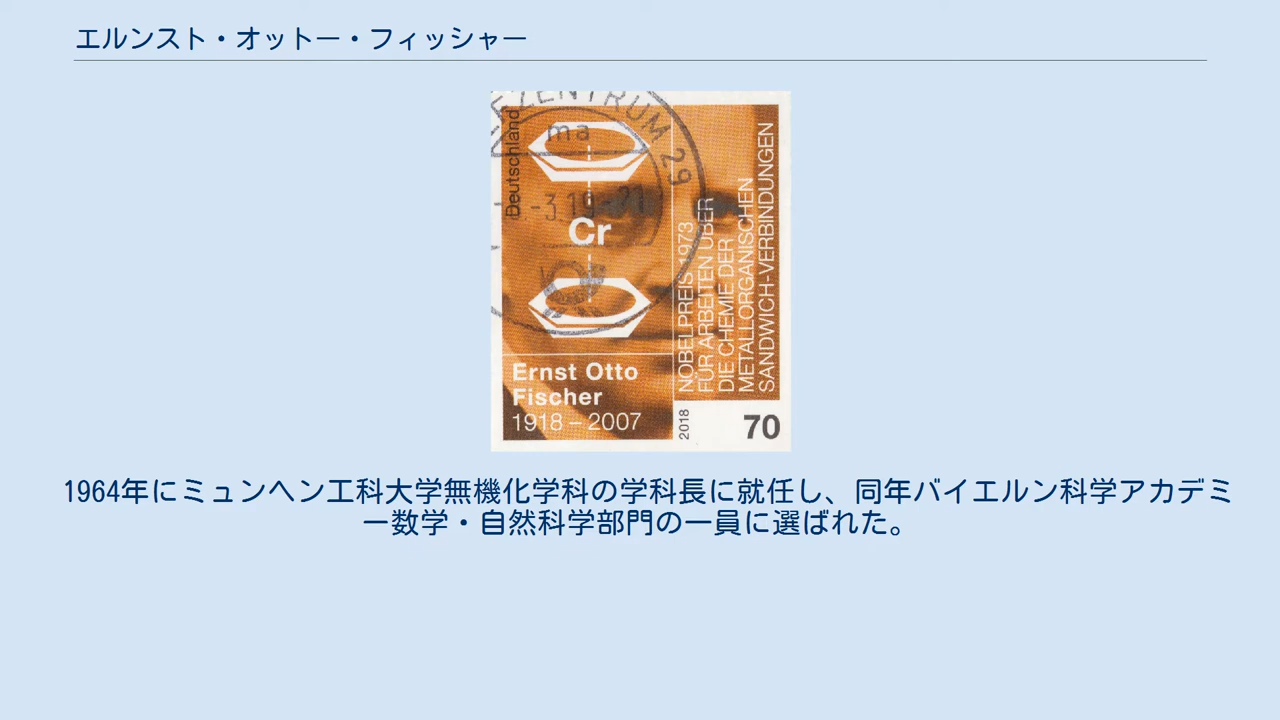 エルンスト・オットー・フィッシャー
EZENTRUM 29
ma
Deutschland
Cr
NOBELPREIS 1973
FÜR ARBEITEN ÜBER
DIE CHEMIE DER
METALLORGANISCHEN
SANDWICH-VERBINDUNGEN
Ernst Otto
Fischer
1918 – 2007
2018
70
1964年にミュンヘン工科大学無機化学科の学科長に就任し、同年バイエルン科学アカデミ
ー数学・自然科学部門の一員に選ばれた。